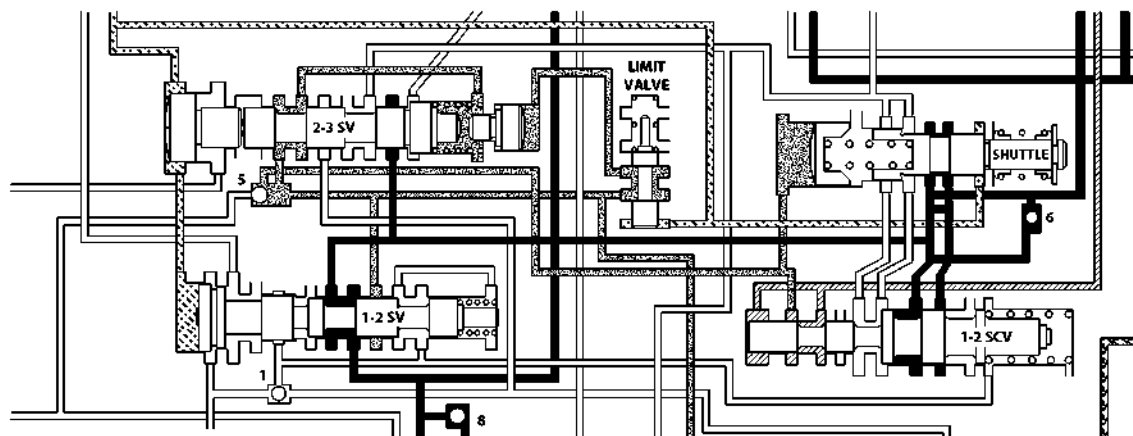 LIMIT
VALVE
2-3 SV
SHUTTLE
5
6
1-2 SV
1-2 SCV
1
8